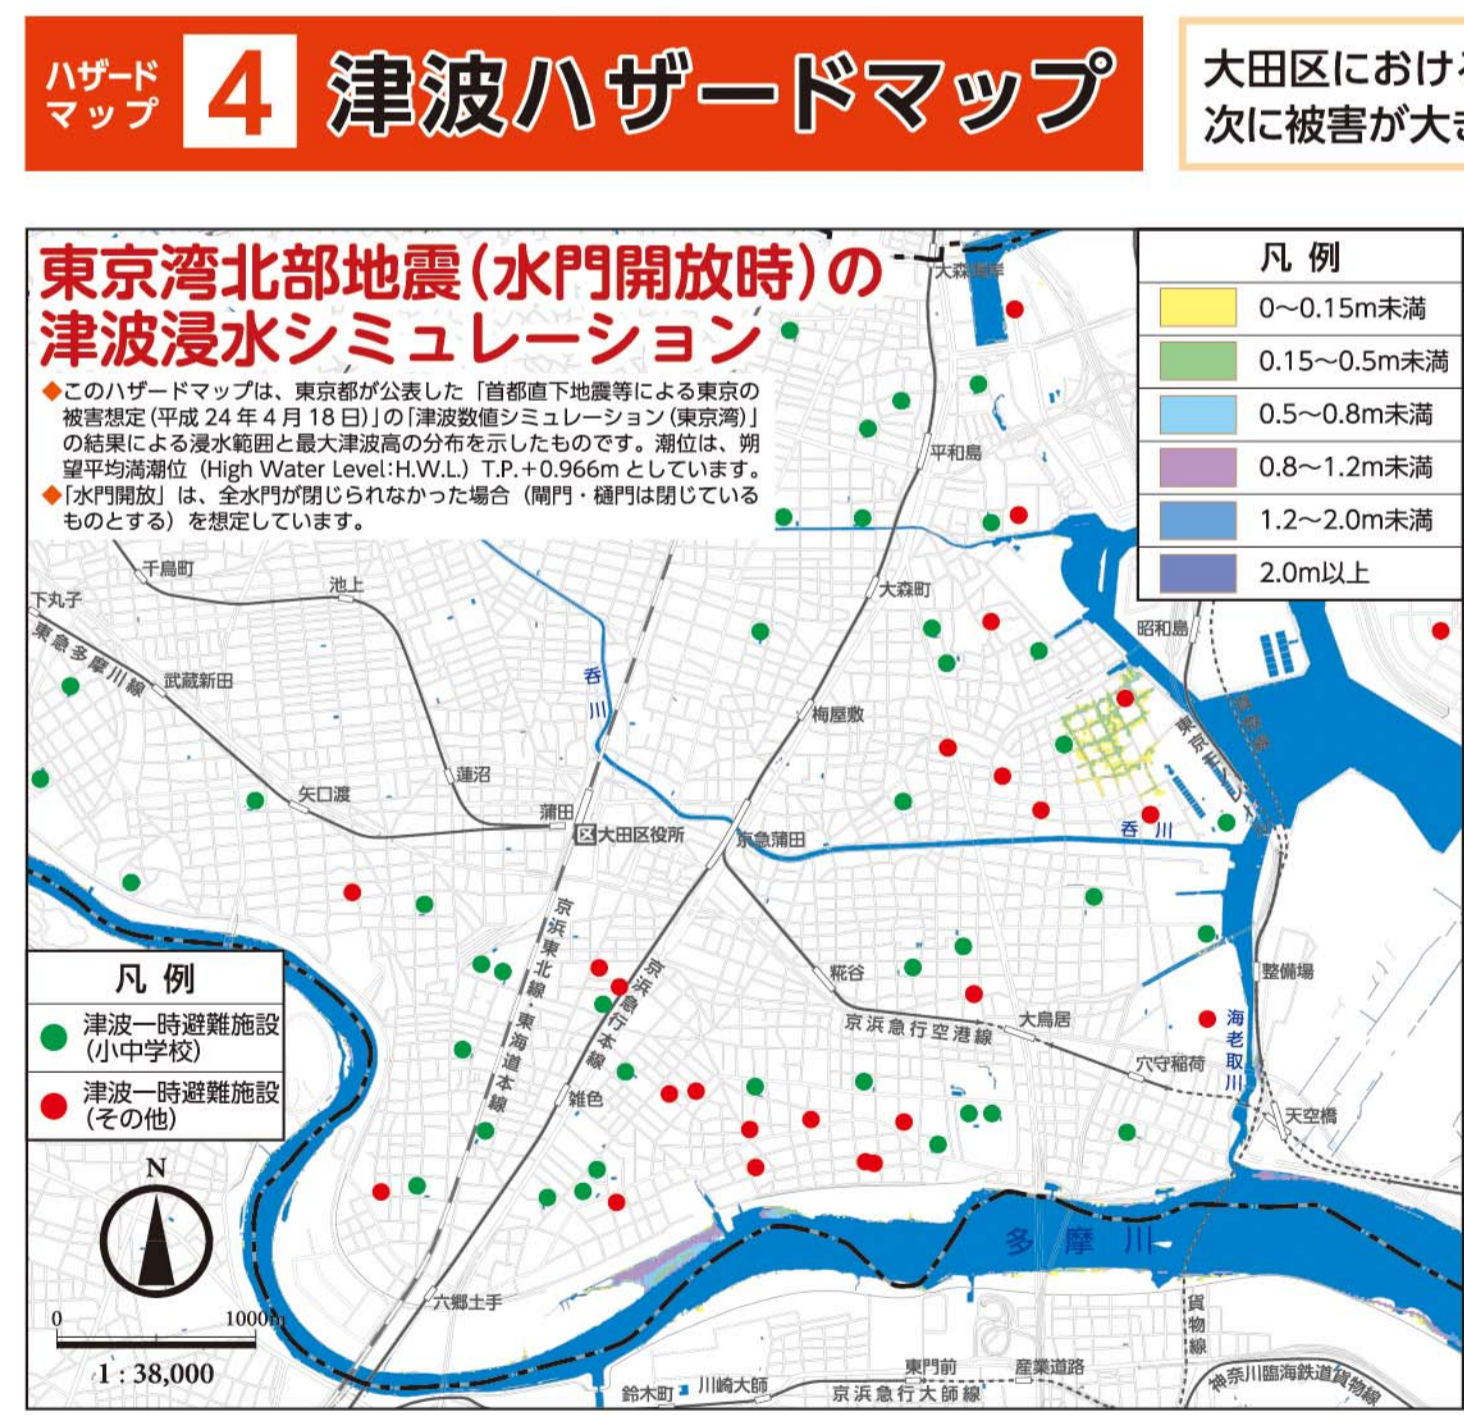 ハザード
マップ
4
津波ハザードマップ
大田区におけ
次に被害が大
東京湾北部地震(水門開放時)の
津波浸水シミュレーション
◆このハザードマップは、東京都が公表した「首都直下地震等による東京の
被害想定(平成 24 年 4 月 18 日)」の「津波数値シミュレーション(東京湾)」
の結果による浸水範囲と最大津波高の分布を示したものです。潮位は、朔
望平均満潮位(High Water Level:H.W.L.)T.P.+0.966m としています。
◆「水門開放」は、全水門が閉じられなかった場合(閘門・樋門は閉じている
ものとする)を想定しています。
凡 例
0〜0.15m未満
0.15〜0.5m未満
0.5〜0.8m未満
0.8〜1.2m未満
1.2〜2.0m未満
2.0m以上
大森海岸
平和島
千鳥町
池上
下丸子
大森町
昭和島
東急多摩川線
武蔵新田
呑川
梅屋敷
蓮沼
矢口渡
蒲田
区
大田区役所
京急蒲田
呑川
京浜東北線・東海道本線
京浜急行本線
糀谷
整備場
京浜急行空港線
大鳥居
海老取川
穴守稲荷
天空橋
雑色
凡 例
津波一時避難施設
(小中学校)
津波一時避難施設
(その他)
N
0
1000m
1 : 38,000
多摩川
六郷土手
貨物線
鈴木町
川崎大師
東門前
産業道路
京浜急行大師線
神奈川臨海鉄道貨物線